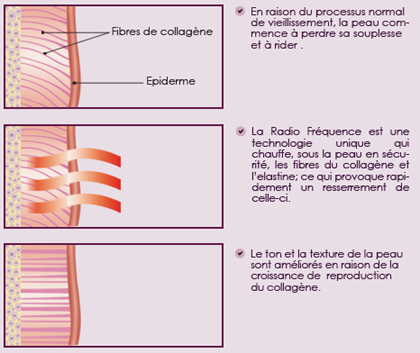 Fibres de collagène
Epiderme
En raison du processus normal
de vieillissement, la peau com-
mence à perdre sa souplesse
et à rider .
La Radio Fréquence est une
technologie unique qui
chauffe, sous la peau en sécu-
rité, les fibres du collagène et
l'elastine; ce qui provoque rapi-
dement un resserrement de
celle-ci.
Le ton et la texture de la peau
sont améliorés en raison de la
croissance de reproduction
du collagène.